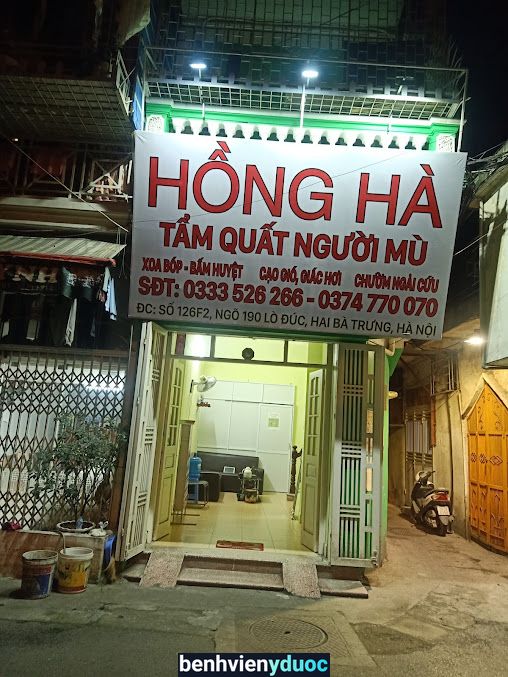 HỒNG HÀ
TẨM QUẤT NGƯỜI MÙ
XOA BÓP - BẤM HUYỆT CẠO GIÓ, GIÁC HƠI CHƯỜM NGẢI CỨU
SĐT: 0333 526 266 - 0374 770 070
ĐC: SỐ 126F2, NGÕ 190 LÒ ĐÚC, HAI BÀ TRƯNG, HÀ NỘI
benhvienyduoc